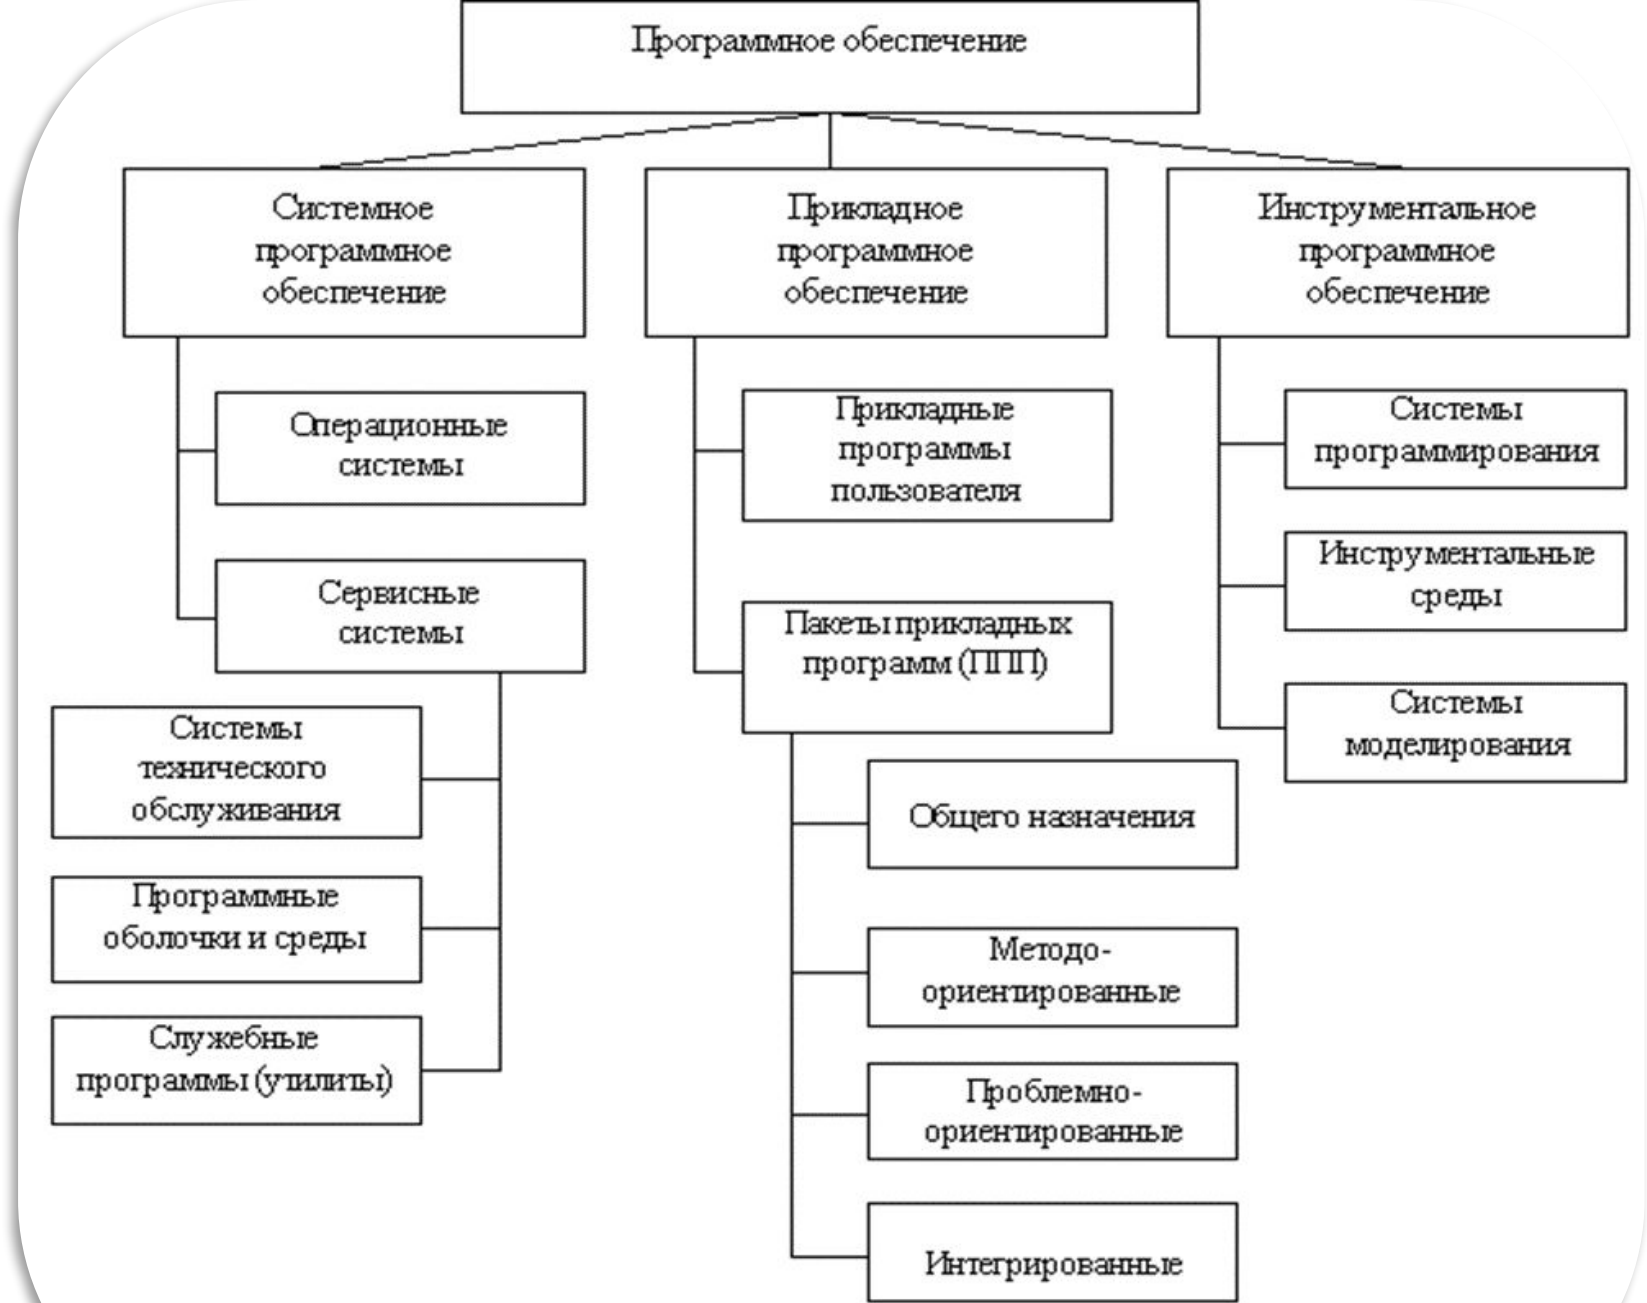 Программное обеспечение
Системное
программное
обеспечение
Прикладное
программное
обеспечение
Инструментальное
программное
обеспечение
Операционные
системы
Сервисные
системы
Системы
технического
обслуживания
Программные
оболочки и среды
Служебные
программы (утилиты)
Прикладные
программы
пользователя
Пакеты прикладных
программ (ППП)
Общего назначения
Методо-
ориентированные
Проблемно-
ориентированные
Интегрированные
Системы
программирования
Инструментальные
среды
Системы
моделирования